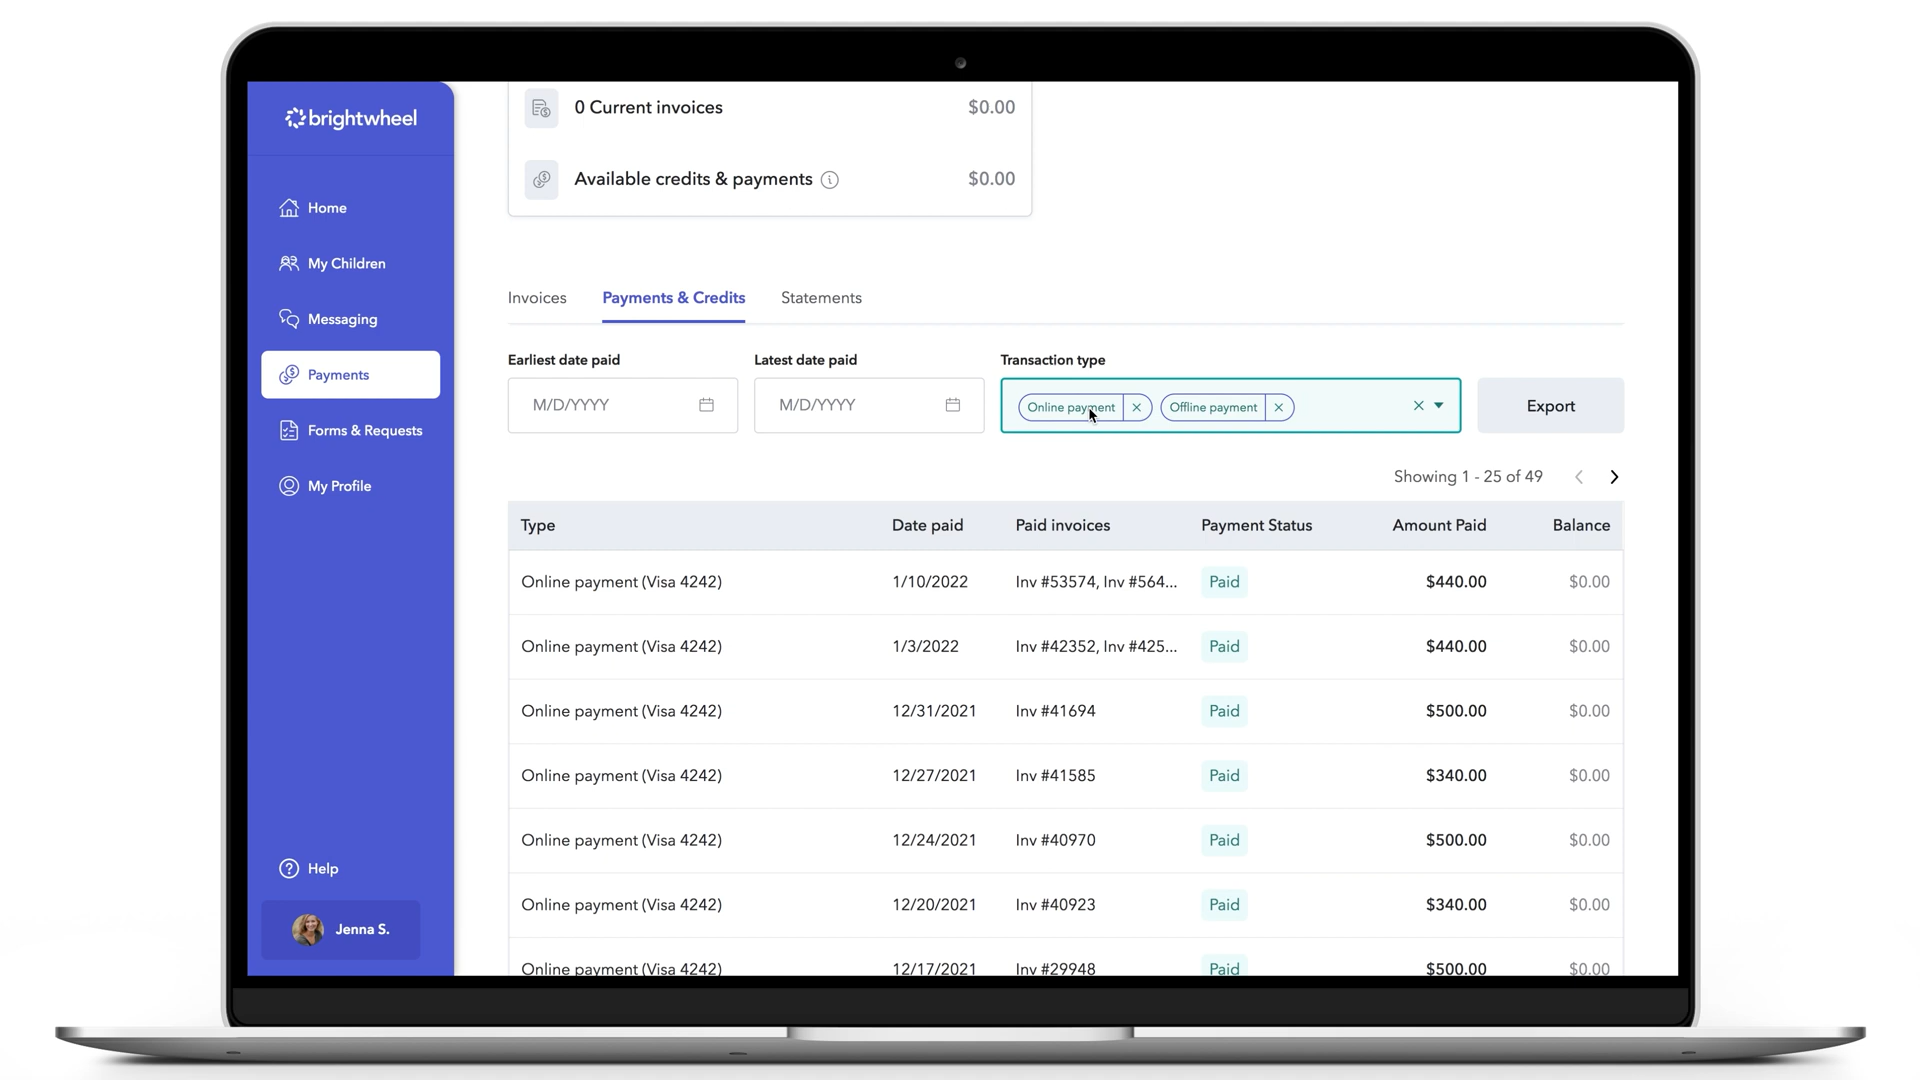 brightwheel
Home
My Children
Messaging
Payments
Forms & Requests
My Profile
Help
Jenna S.
0 Current invoices $0.00
Available credits & payments $0.00
Invoices Payments & Credits Statements
Earliest date paid Latest date paid Transaction type
M/D/YYYY M/D/YYYY Online payment Offline payment Export
Showing 1 - 25 of 49
Type Date paid Paid invoices Payment Status Amount Paid Balance
Online payment (Visa 4242) 1/10/2022 Inv #53574, Inv #564... Paid $440.00 $0.00
Online payment (Visa 4242) 1/3/2022 Inv #42352, Inv #425... Paid $440.00 $0.00
Online payment (Visa 4242) 12/31/2021 Inv #41694 Paid $500.00 $0.00
Online payment (Visa 4242) 12/27/2021 Inv #41585 Paid $340.00 $0.00
Online payment (Visa 4242) 12/24/2021 Inv #40970 Paid $500.00 $0.00
Online payment (Visa 4242) 12/20/2021 Inv #40923 Paid $340.00 $0.00
Online payment (Visa 4242) 12/17/2021 Inv #29948 Paid $500.00 $0.00